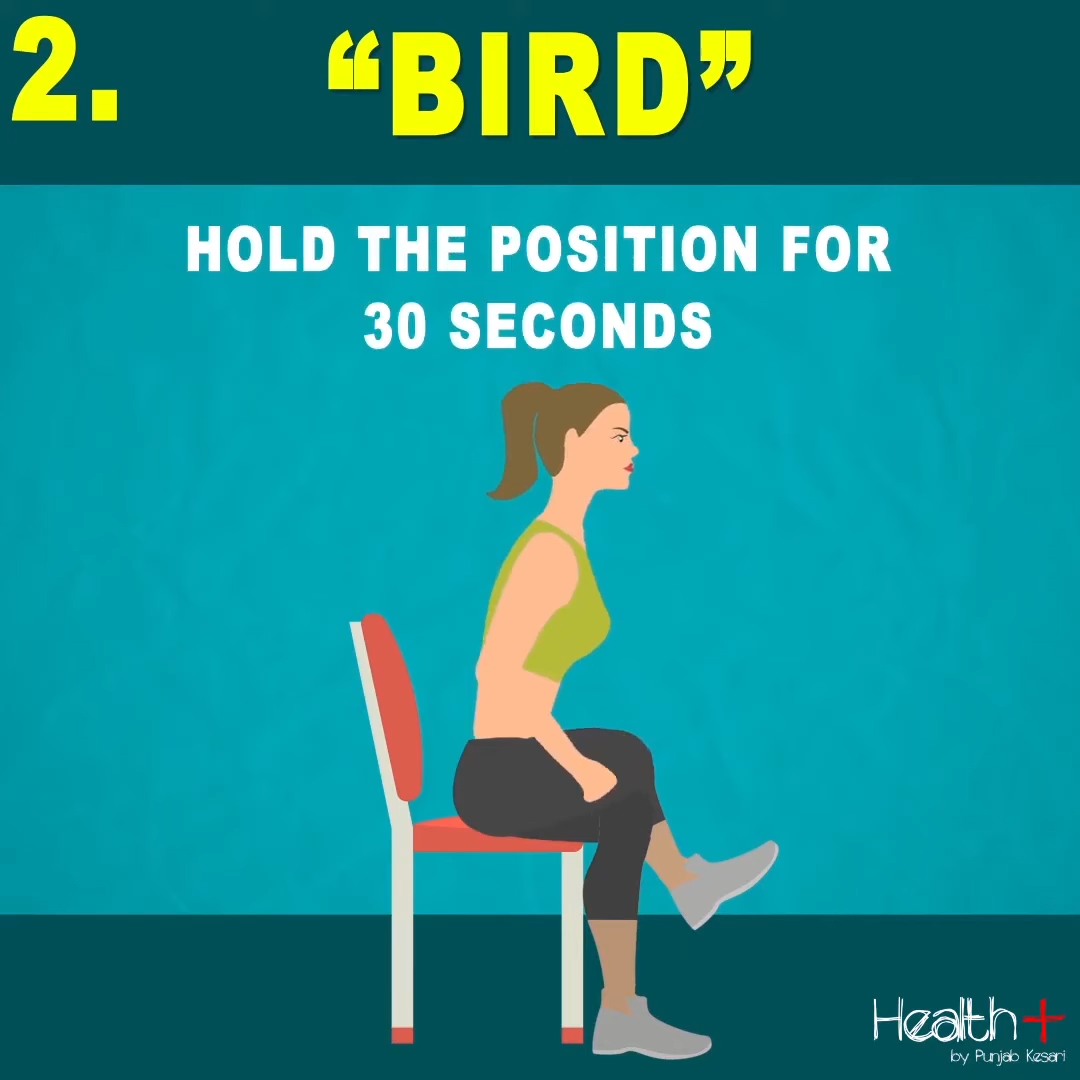 2. “BIRD”
HOLD THE POSITION FOR
30 SECONDS
Health+
by Punjab Kesari